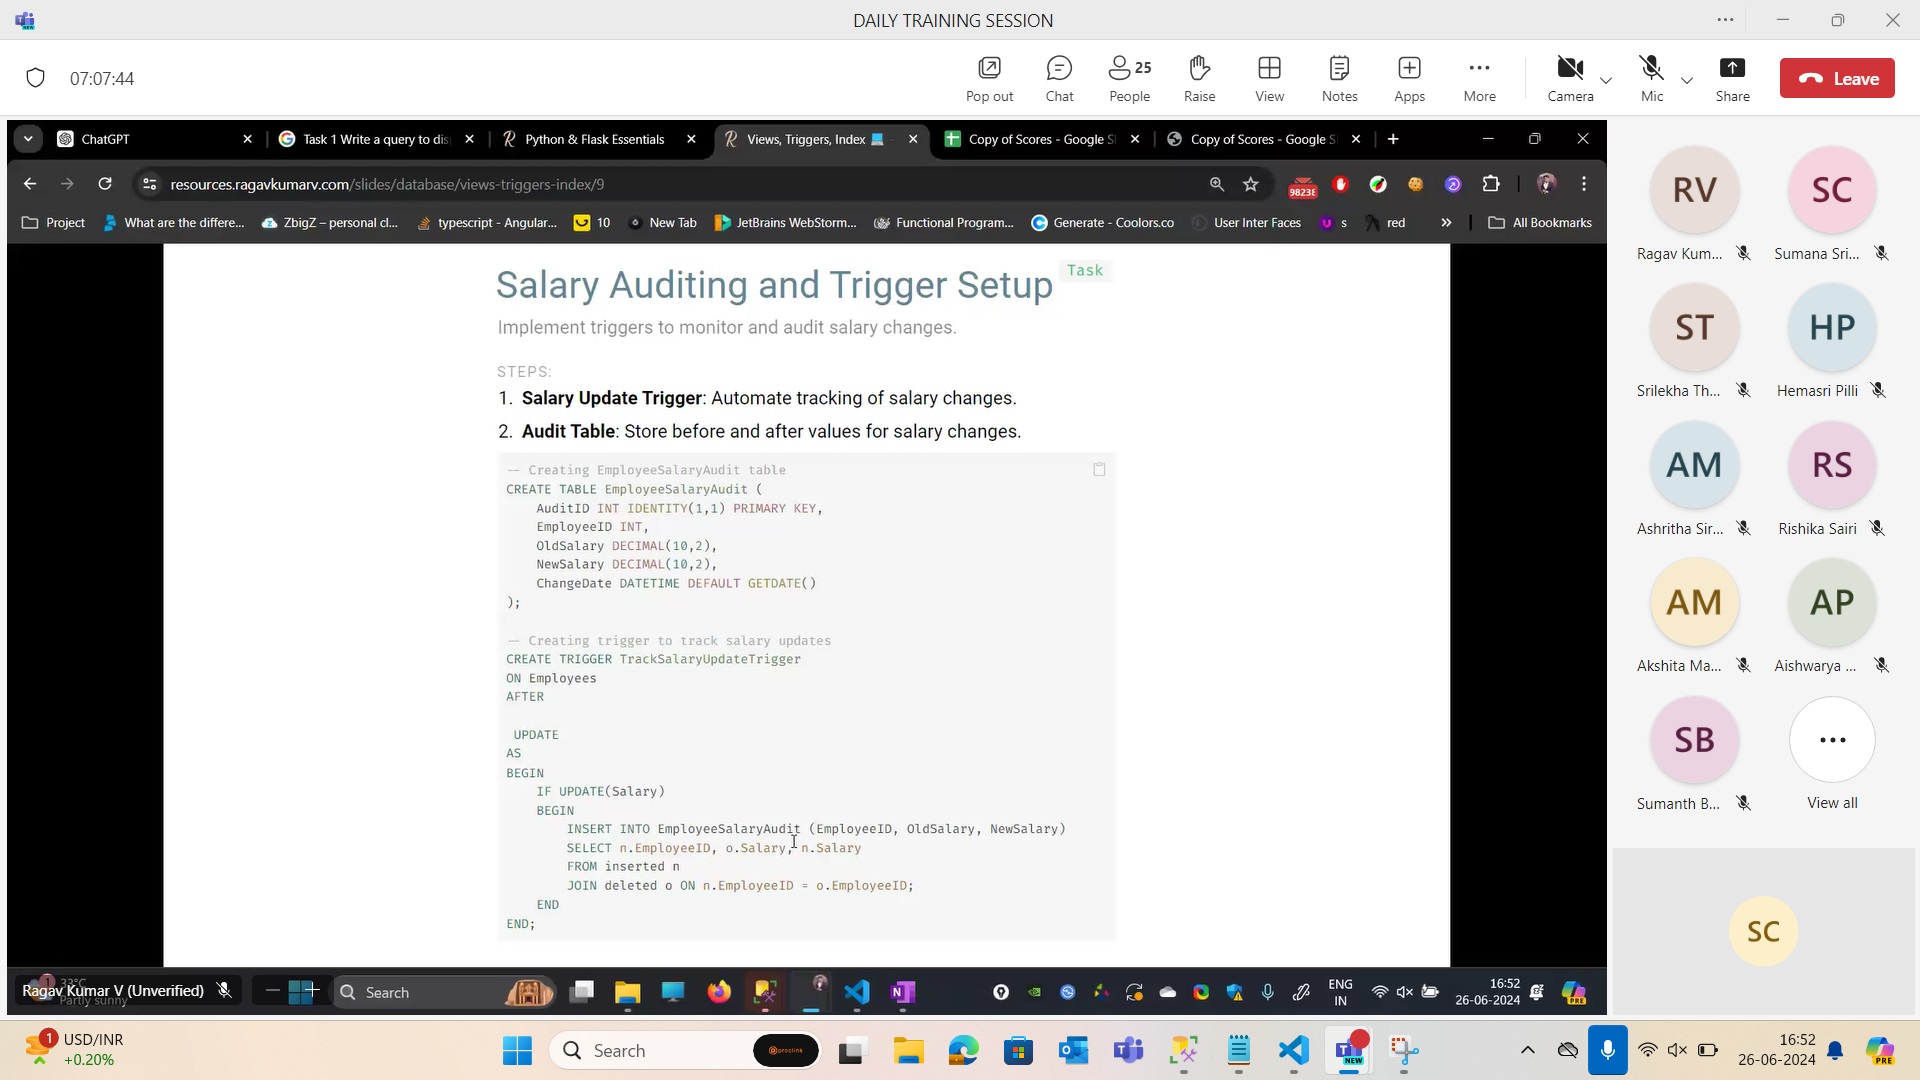 DAILY TRAINING SESSION
07:07:44
Pop out
Chat
25
People
Raise
View
Notes
Apps
More
Camera
Mic
Share
Leave
ChatGPT
Task 1 Write a query to dis
Python & Flask Essentials
Views, Triggers, Index
Copy of Scores - Google S
Copy of Scores - Google S
resources.ragavkumarv.com/slides/database/views-triggers-index/9
98238
Project
What are the differe...
ZbigZ – personal cl...
typescript - Angular...
10
New Tab
JetBrains WebStorm...
Functional Program...
Generate - Coolors.co
User Inter Faces
s
red
»
All Bookmarks
Salary Auditing and Trigger Setup
Task
Implement triggers to monitor and audit salary changes.
STEPS:
1. Salary Update Trigger: Automate tracking of salary changes.
2. Audit Table: Store before and after values for salary changes.
-- Creating EmployeeSalaryAudit table
CREATE TABLE EmployeeSalaryAudit (
AuditID INT IDENTITY(1,1) PRIMARY KEY,
EmployeeID INT,
OldSalary DECIMAL(10,2),
NewSalary DECIMAL(10,2),
ChangeDate DATETIME DEFAULT GETDATE()
);
-- Creating trigger to track salary updates
CREATE TRIGGER TrackSalaryUpdateTrigger
ON Employees
AFTER
UPDATE
AS
BEGIN
IF UPDATE(Salary)
BEGIN
INSERT INTO EmployeeSalaryAudit (EmployeeID, OldSalary, NewSalary)
SELECT n.EmployeeID, o.Salary, n.Salary
FROM inserted n
JOIN deleted o ON n.EmployeeID = o.EmployeeID;
END
END;
RV
Ragav Kum...
SC
Sumana Sri...
ST
Srilekha Th...
HP
Hemasri Pilli
AM
Ashritha Sir...
RS
Rishika Sairi
AM
Akshita Ma...
AP
Aishwarya ...
SB
Sumanth B...
View all
SC
Ragav Kumar V (Unverified)
33°C
Partly sunny
Search
ENG
IN
16:52
26-06-2024
PRE
1
USD/INR
+0.20%
Search
proclink
NEW
16:52
26-06-2024
PRE